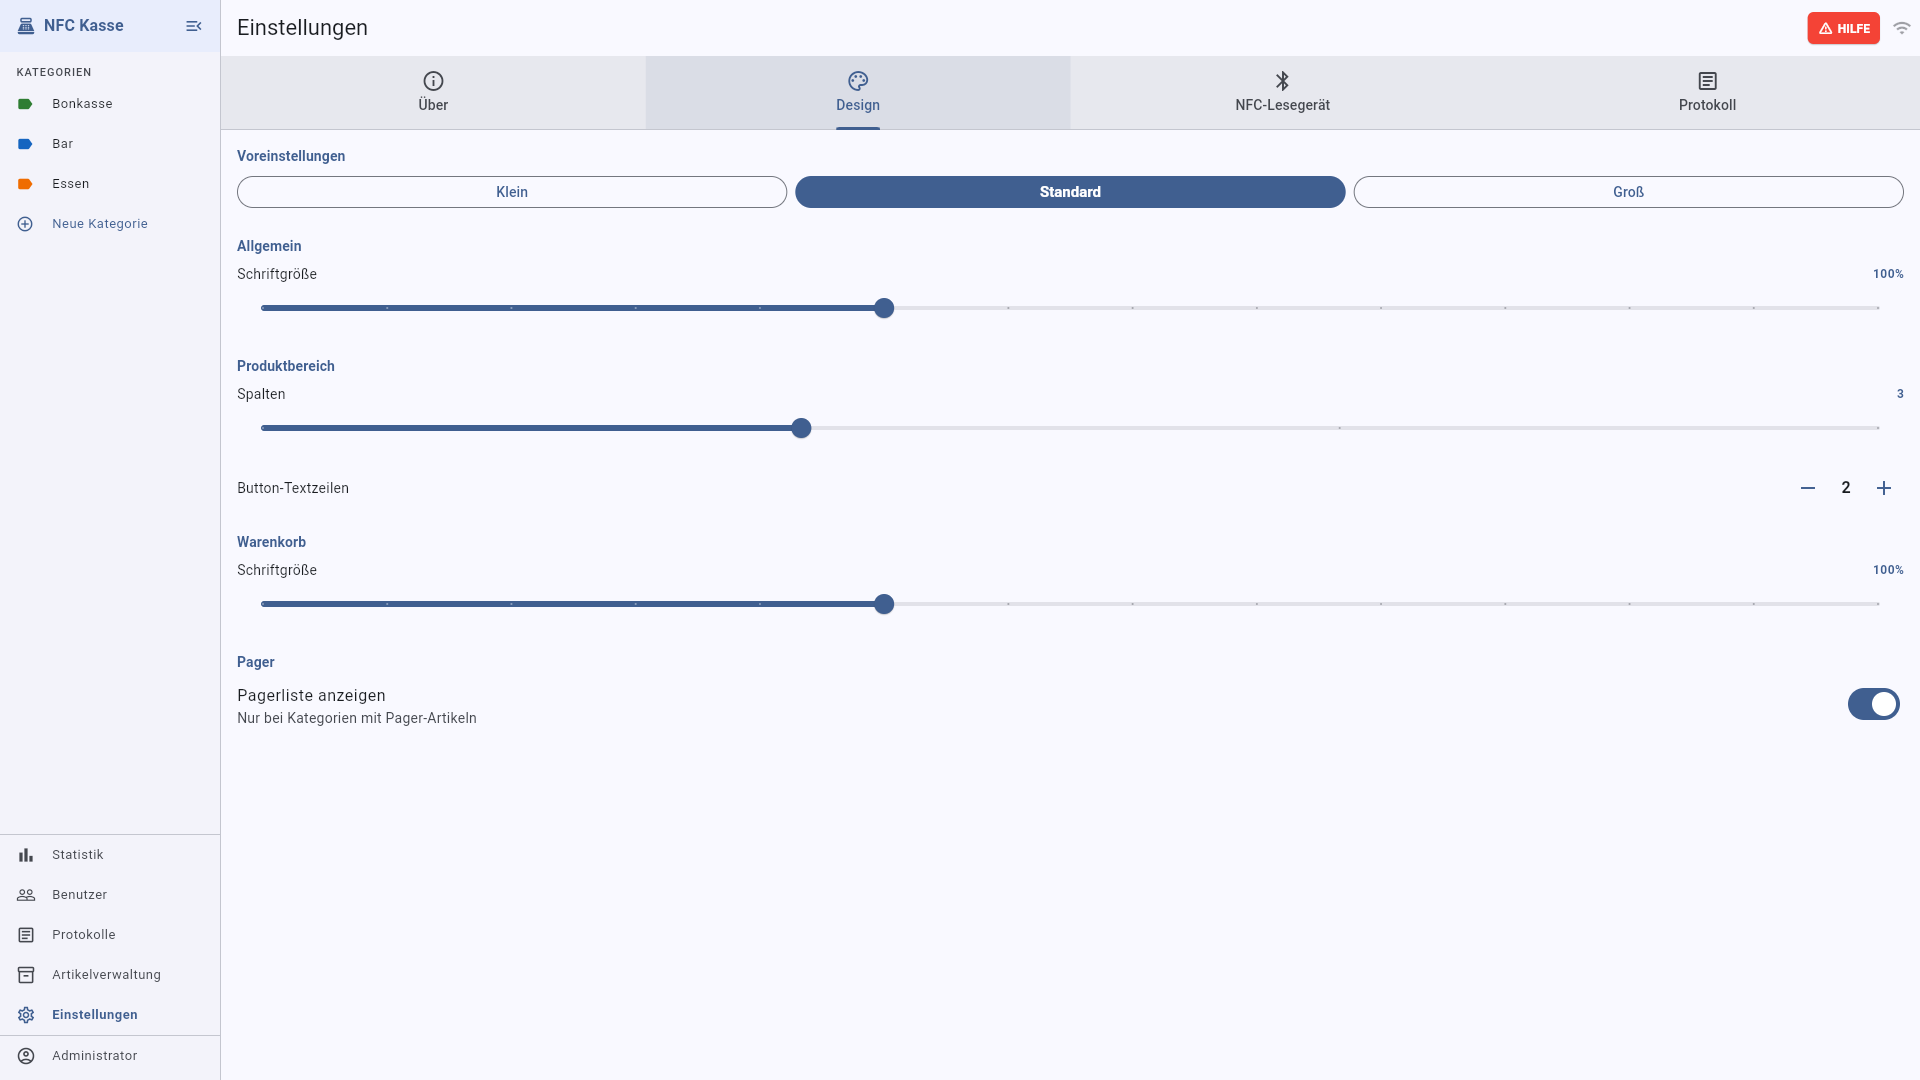 NFC Kasse
KATEGORIEN
Bonkasse
Bar
Essen
Neue Kategorie
Statistik
Benutzer
Protokolle
Artikelverwaltung
Einstellungen
Administrator
Einstellungen
HILFE
Über
Design
NFC-Lesegerät
Protokoll
Voreinstellungen
Klein
Standard
Groß
Allgemein
Schriftgröße
100%
Produktbereich
Spalten
3
Button-Textzeilen
2
Warenkorb
Schriftgröße
100%
Pager
Pagerliste anzeigen
Nur bei Kategorien mit Pager-Artikeln